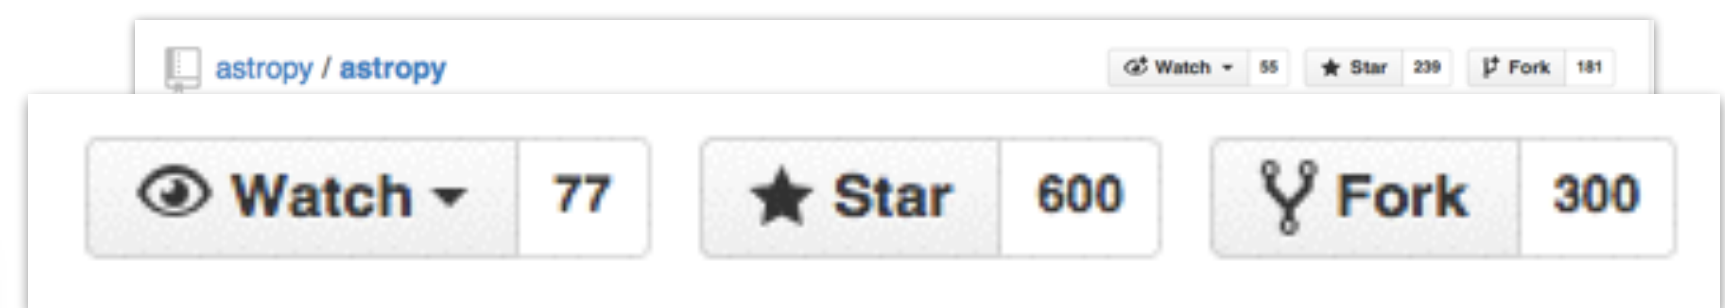 astropy / astropy Watch 55 Star 239 Fork 181
Watch 77 Star 600 Fork 300